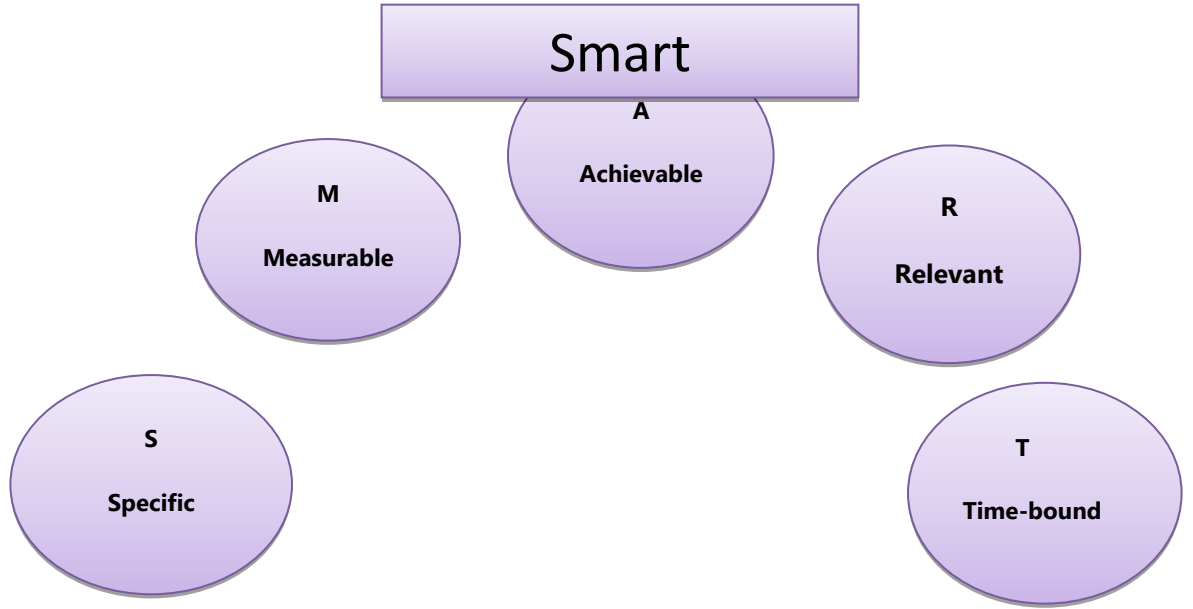 Smart
S
Specific
M
Measurable
A
Achievable
R
Relevant
T
Time-bound